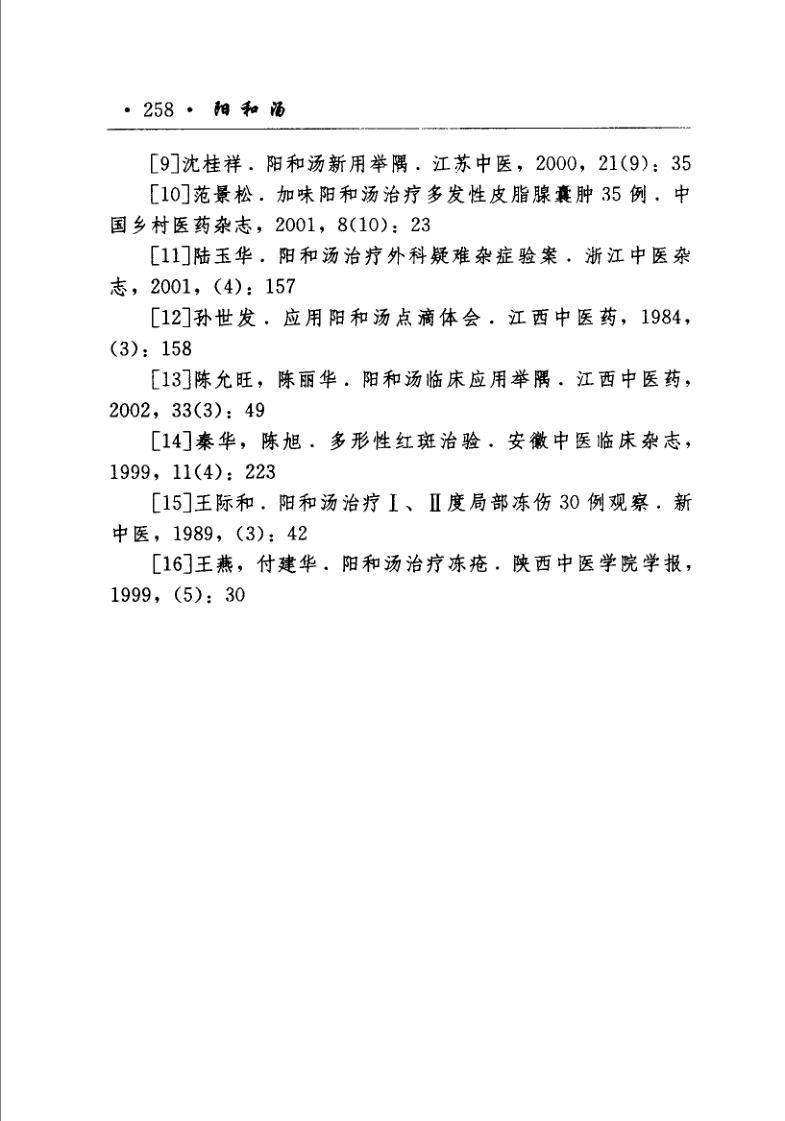 · 258 · 阳和汤
[9]沈桂祥．阳和汤新用举隅．江苏中医，2000，21(9)：35
[10]范景松．加味阳和汤治疗多发性皮脂腺囊肿 35 例．中
国乡村医药杂志，2001，8(10)：23
[11]陆玉华．阳和汤治疗外科疑难杂症验案．浙江中医杂
志，2001，(4)：157
[12]孙世发．应用阳和汤点滴体会．江西中医药，1984，
(3)：158
[13]陈允旺，陈丽华．阳和汤临床应用举隅．江西中医药，
2002，33(3)：49
[14]秦华，陈旭．多形性红斑治验．安徽中医临床杂志，
1999，11(4)：223
[15]王际和．阳和汤治疗Ⅰ、Ⅱ度局部冻伤 30 例观察．新
中医，1989，(3)：42
[16]王燕，付建华．阳和汤治疗冻疮．陕西中医学院学报，
1999，(5)：30